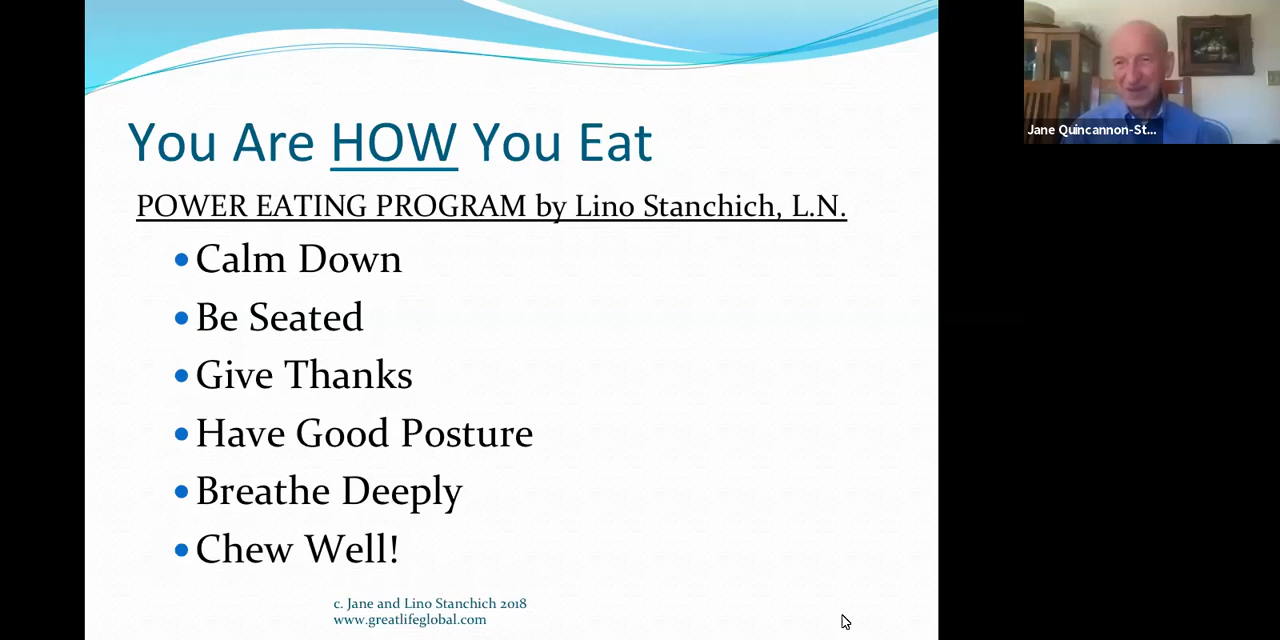 You Are HOW You Eat
POWER EATING PROGRAM by Lino Stanchich, L.N.
•Calm Down
•Be Seated
•Give Thanks
•Have Good Posture
•Breathe Deeply
•Chew Well!
c. Jane and Lino Stanchich 2018
www.greatlifeglobal.com
Jane Quincannon-St...